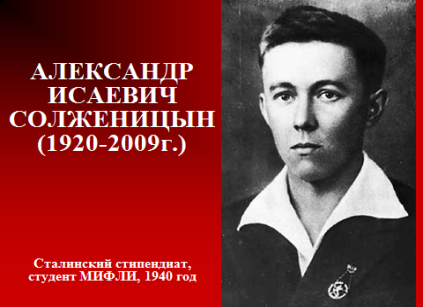 АЛЕКСАНДР
ИСАЕВИЧ
СОЛЖЕНИЦЫН
(1920-2009г.)
Сталинский стипендиат,
студент МИФЛИ, 1940 год